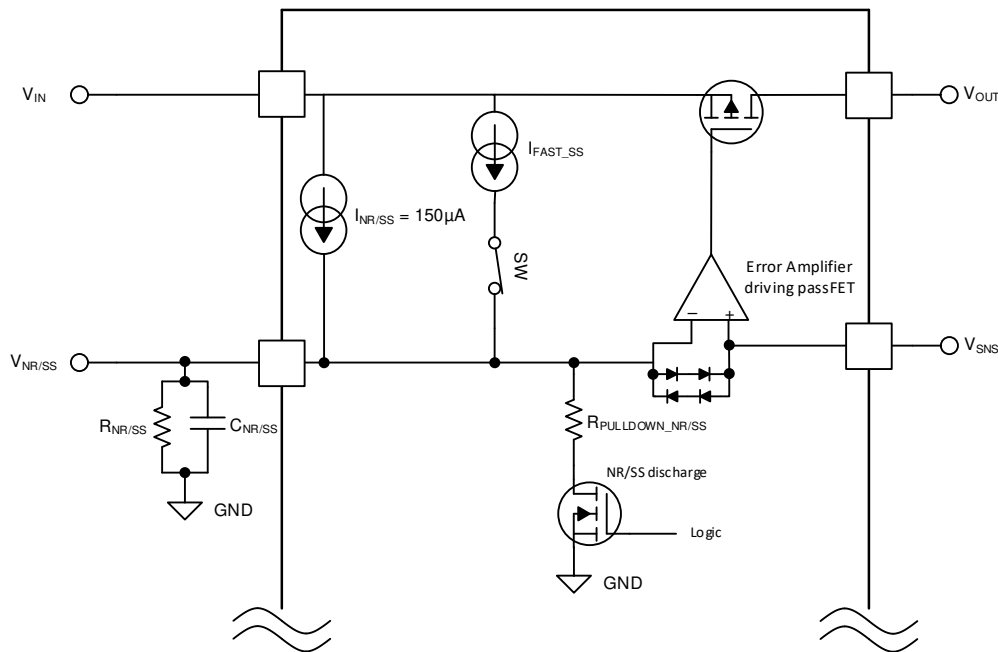 V_IN
V_OUT
I_FAST_SS
I_NR/SS = 150µA
SW
Error Amplifier
driving passFET
−
+
V_NR/SS
V_SNS
R_NR/SS
C_NR/SS
R_PULLDOWN_NR/SS
NR/SS discharge
GND
Logic
GND